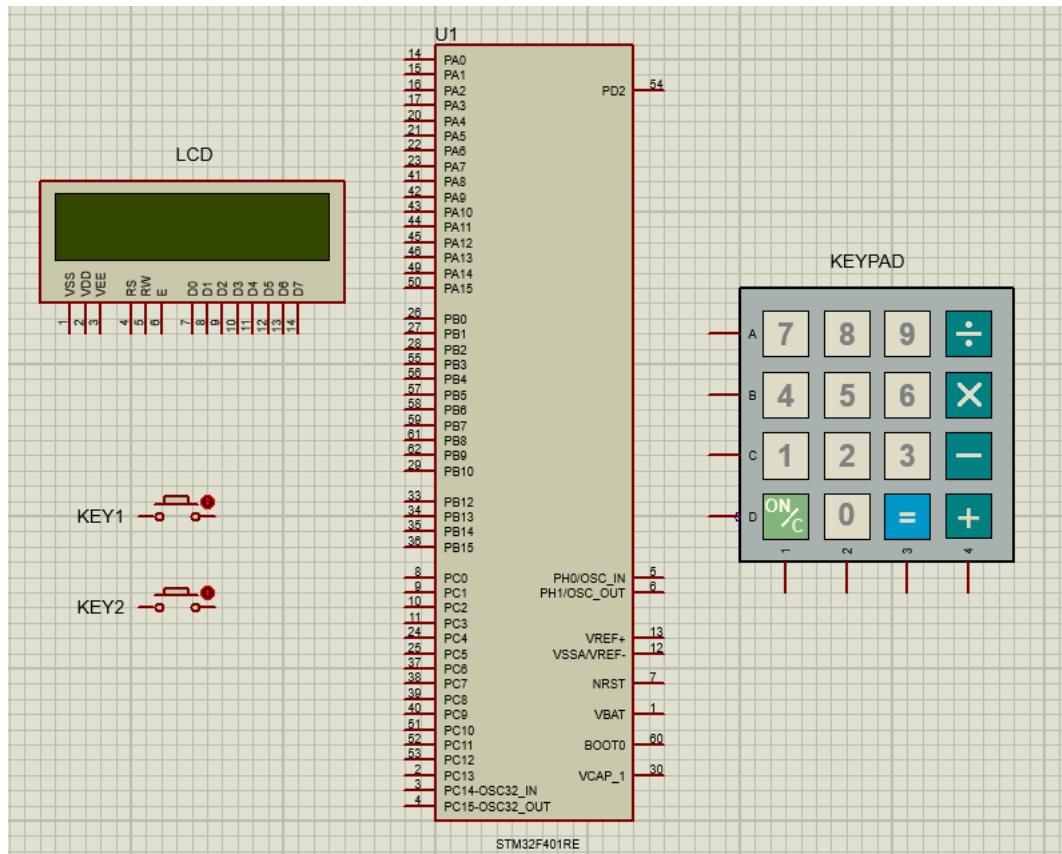 LCD
VSS
VDD
VEE
RS
RW
E
D0
D1
D2
D3
D4
D5
D6
D7
1
2
3
4
5
6
7
8
9
10
11
12
13
14
KEY1
KEY2
U1
14 PA0
15 PA1
16 PA2
17 PA3
20 PA4
21 PA5
22 PA6
23 PA7
41 PA8
42 PA9
43 PA10
44 PA11
45 PA12
46 PA13
49 PA14
50 PA15
26 PB0
27 PB1
28 PB2
55 PB3
56 PB4
57 PB5
58 PB6
59 PB7
61 PB8
62 PB9
29 PB10
33 PB12
34 PB13
35 PB14
36 PB15
8 PC0
9 PC1
10 PC2
11 PC3
24 PC4
25 PC5
37 PC6
38 PC7
39 PC8
40 PC9
51 PC10
52 PC11
53 PC12
2 PC13
3 PC14-OSC32_IN
4 PC15-OSC32_OUT
PD2 54
PH0/OSC_IN 5
PH1/OSC_OUT 6
VREF+ 13
VSSA/VREF- 12
NRST 7
VBAT 1
BOOT0 60
VCAP_1 30
STM32F401RE
KEYPAD
A 7 8 9 ÷
B 4 5 6 ×
C 1 2 3 −
D ON/C 0 = +
1 2 3 4